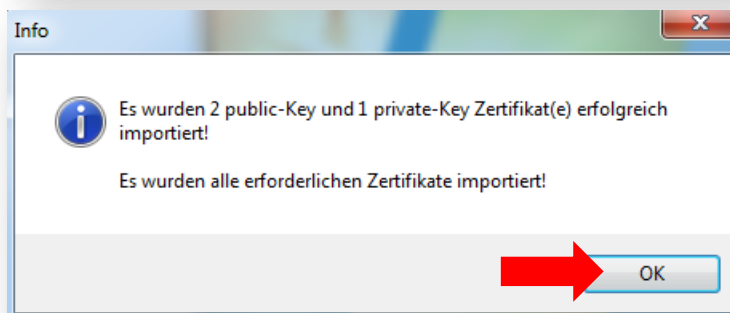 Info
Es wurden 2 public-Key und 1 private-Key Zertifikat(e) erfolgreich
importiert!
Es wurden alle erforderlichen Zertifikate importiert!
OK